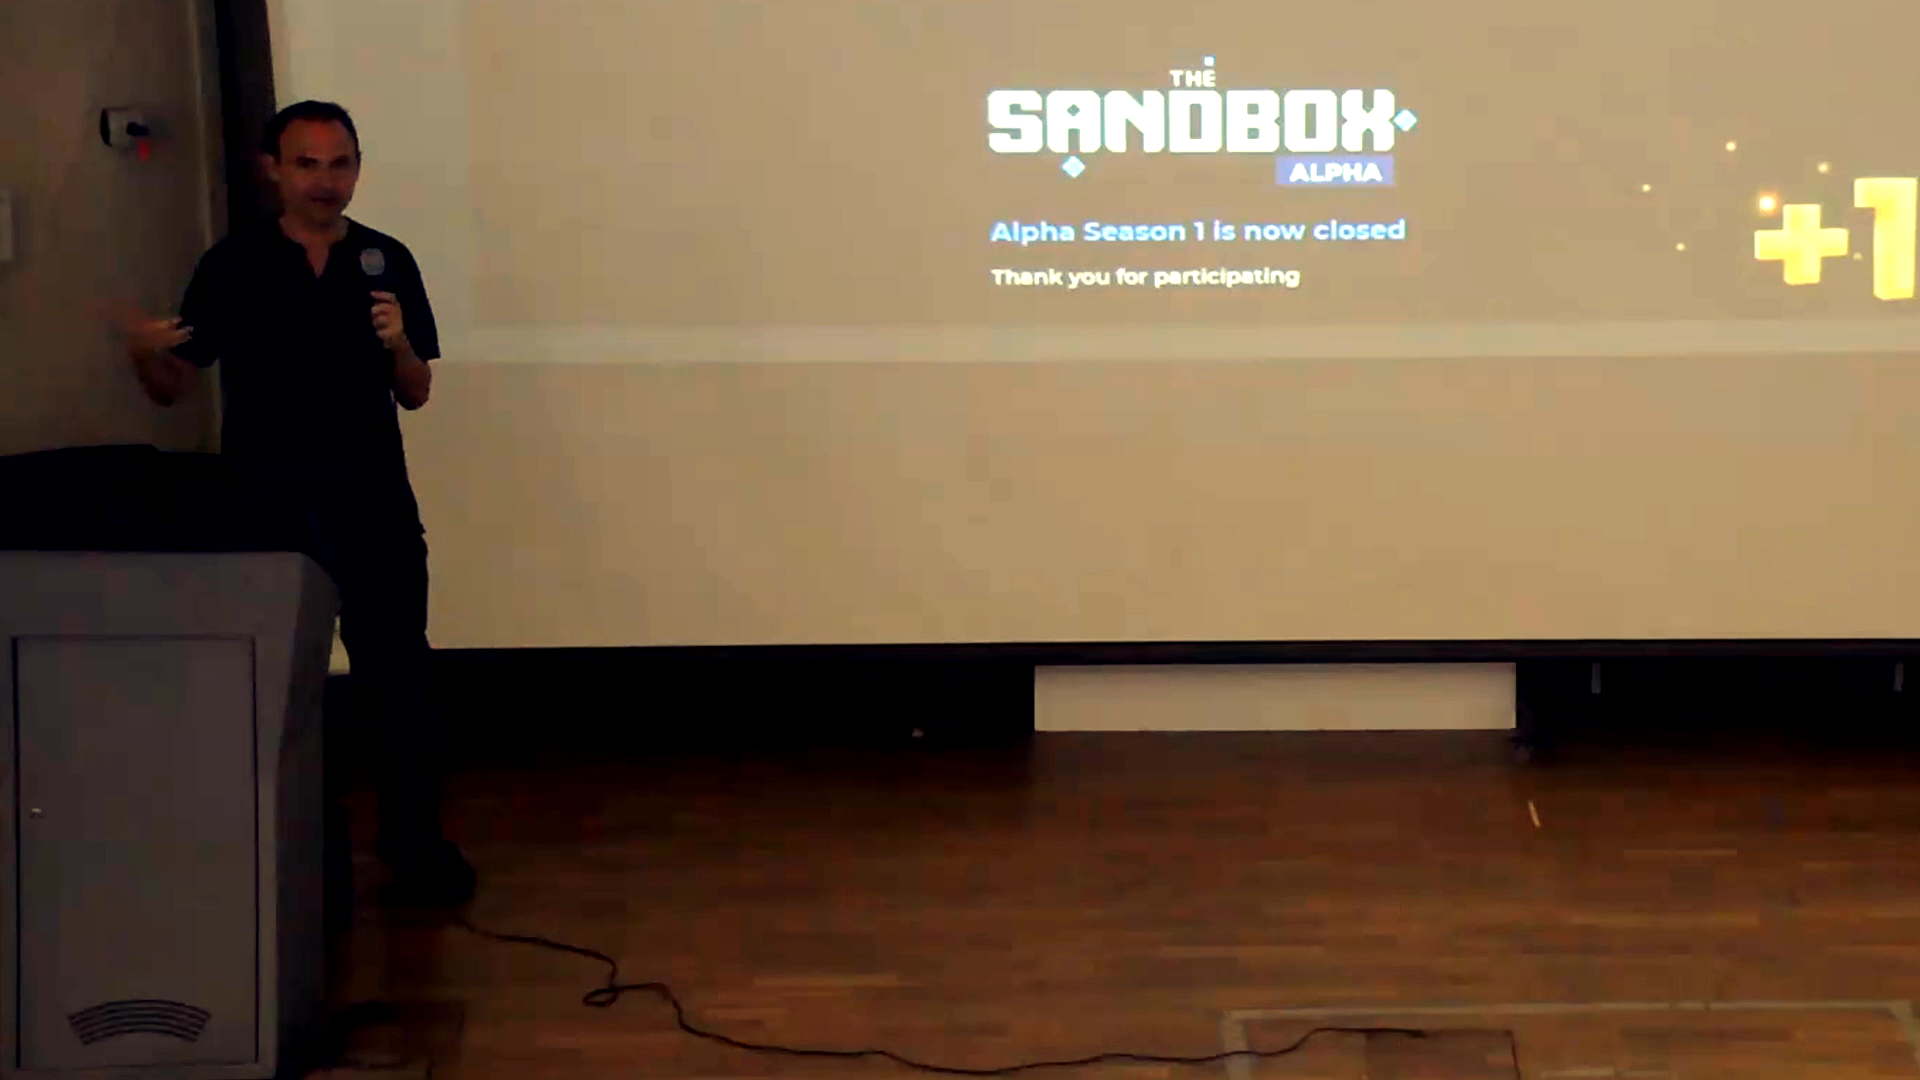 THE
SANDBOX
ALPHA
Alpha Season 1 is now closed
Thank you for participating
+1